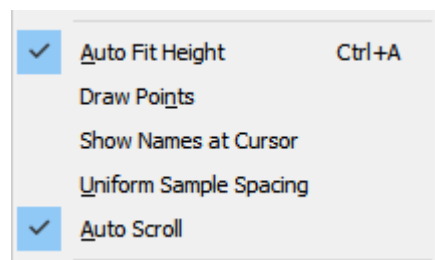 Auto Fit Height Ctrl+A
Draw Points
Show Names at Cursor
Uniform Sample Spacing
Auto Scroll